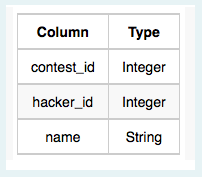 Column Type
contest_id Integer
hacker_id Integer
name String